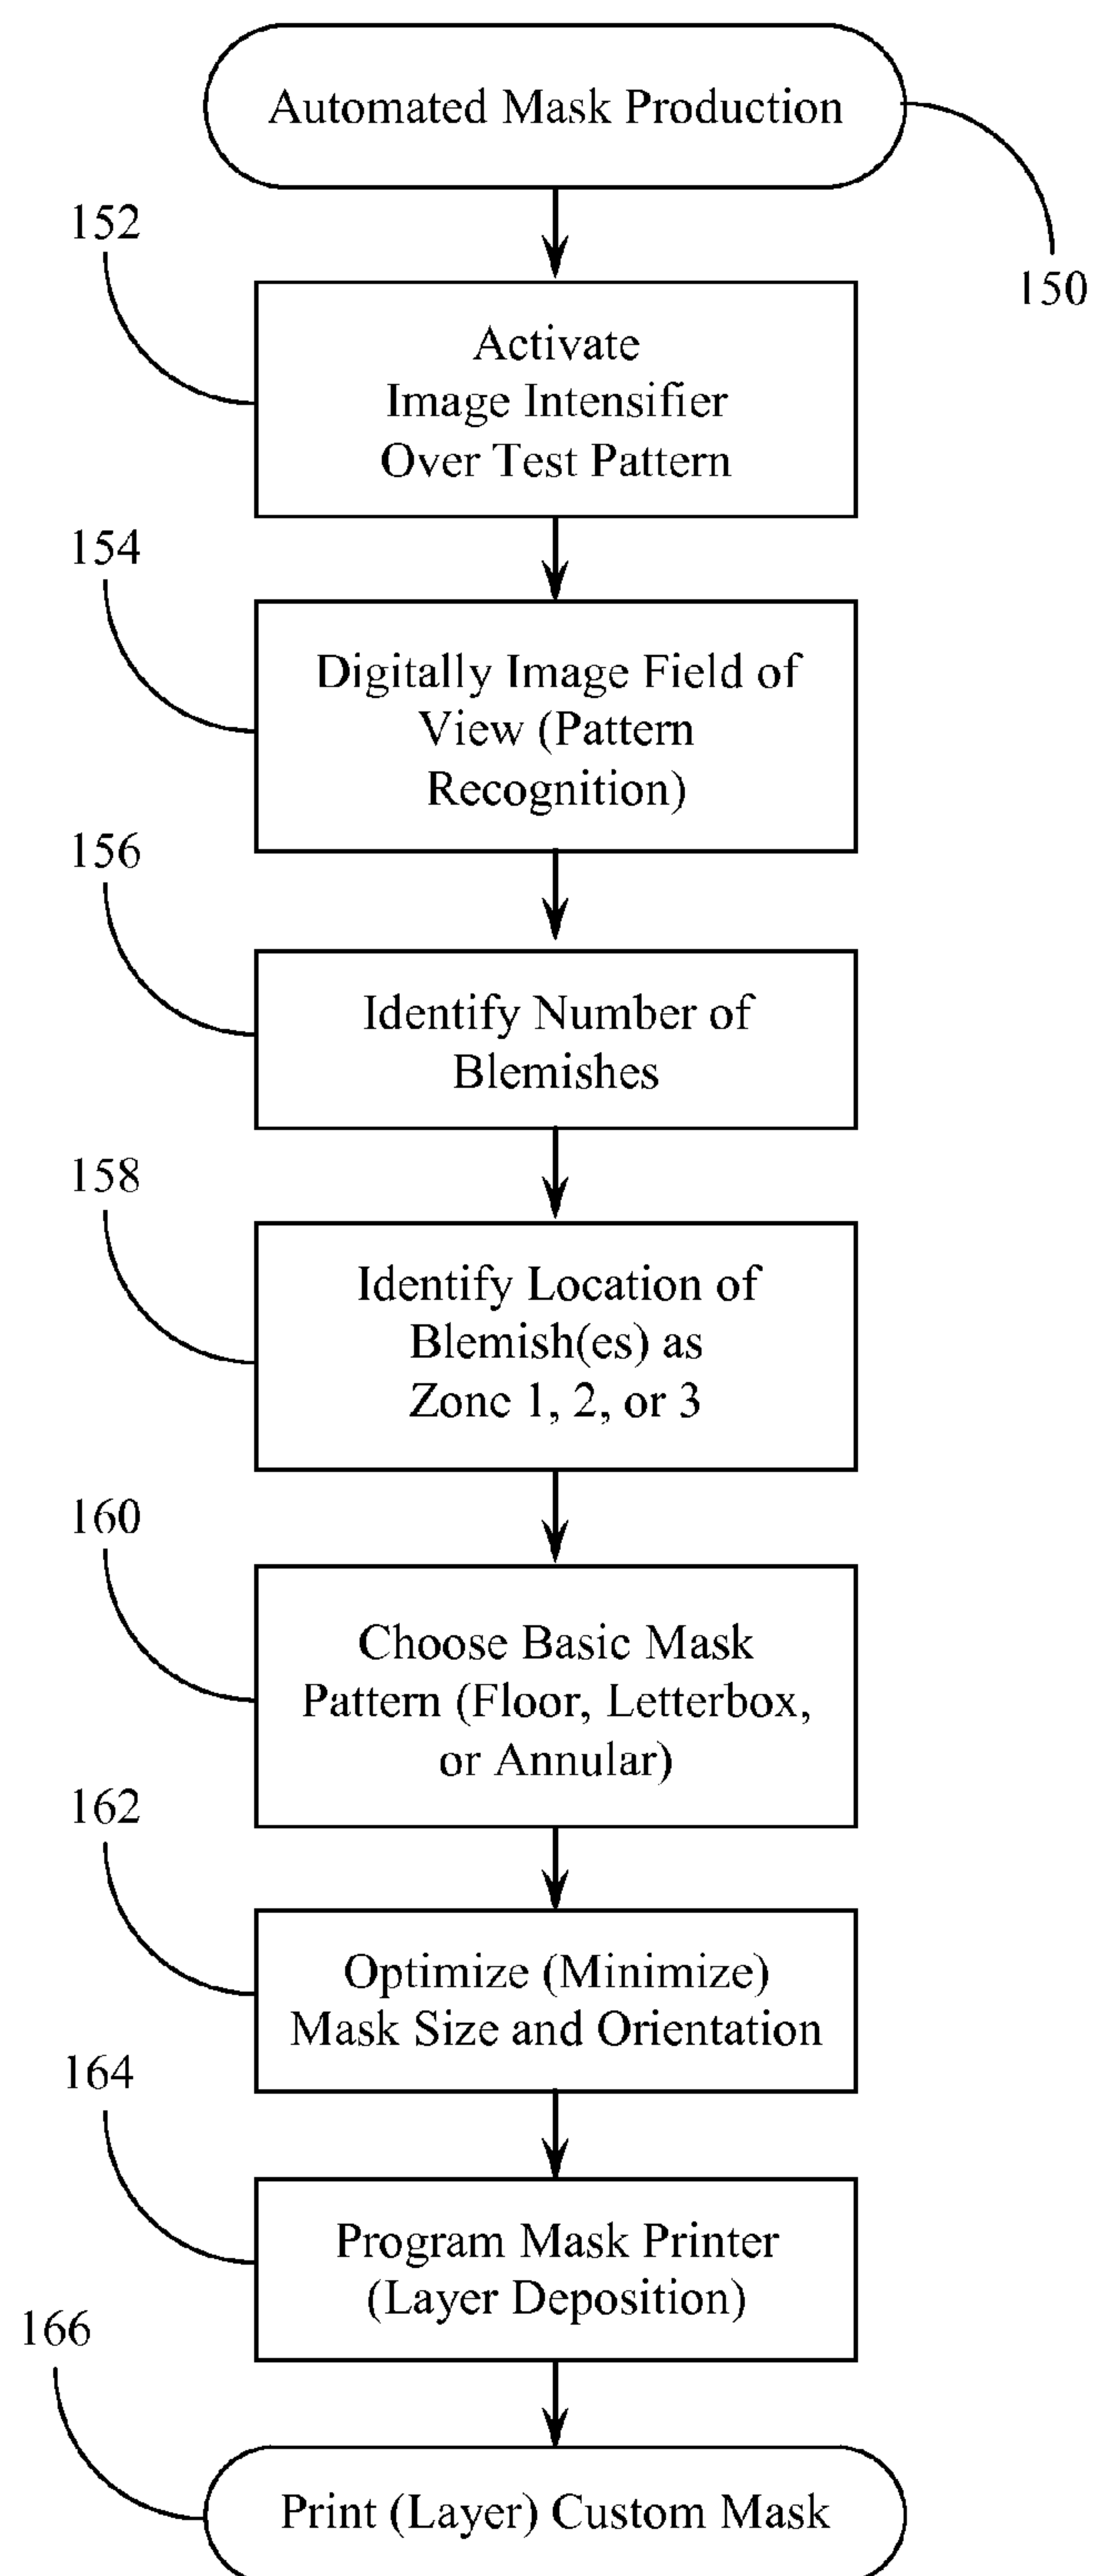 Automated Mask Production
150
152
Activate
Image Intensifier
Over Test Pattern
154
Digitally Image Field of
View (Pattern
Recognition)
156
Identify Number of
Blemishes
158
Identify Location of
Blemish(es) as
Zone 1, 2, or 3
160
Choose Basic Mask
Pattern (Floor, Letterbox,
or Annular)
162
Optimize (Minimize)
Mask Size and Orientation
164
Program Mask Printer
(Layer Deposition)
166
Print (Layer) Custom Mask